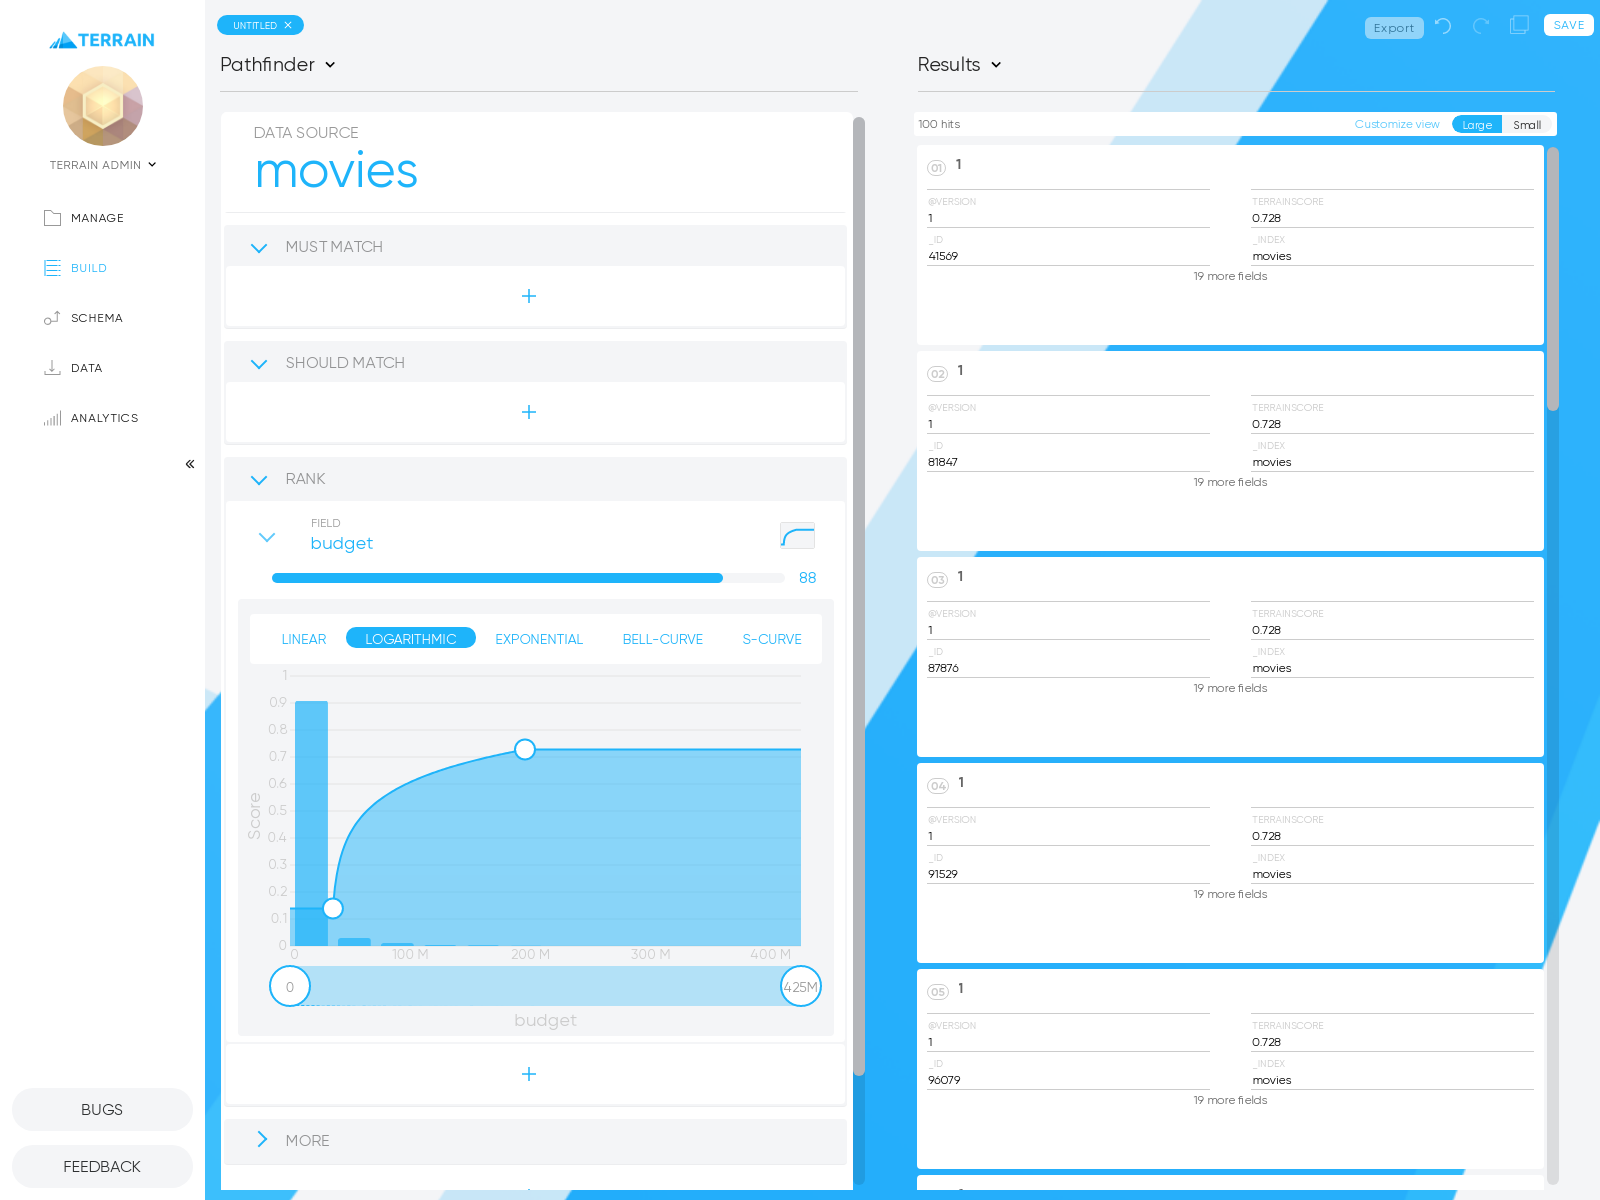 TERRAIN
TERRAIN ADMIN
MANAGE
BUILD
SCHEMA
DATA
ANALYTICS
BUGS
FEEDBACK
UNTITLED
Pathfinder
DATA SOURCE
movies
MUST MATCH
+
SHOULD MATCH
+
RANK
FIELD
budget
88
LINEAR LOGARITHMIC EXPONENTIAL BELL-CURVE S-CURVE
1
0.9
0.8
0.7
0.6
0.5
0.4
0.3
0.2
0.1
0
Score
0 100 M 200 M 300 M 400 M
0 425M
budget
+
MORE
Export SAVE
Results
100 hits Customize view Large Small
01 1
@VERSION TERRAINSCORE
1 0.728
_ID _INDEX
41569 movies
19 more fields
02 1
@VERSION TERRAINSCORE
1 0.728
_ID _INDEX
81847 movies
19 more fields
03 1
@VERSION TERRAINSCORE
1 0.728
_ID _INDEX
87876 movies
19 more fields
04 1
@VERSION TERRAINSCORE
1 0.728
_ID _INDEX
91529 movies
19 more fields
05 1
@VERSION TERRAINSCORE
1 0.728
_ID _INDEX
96079 movies
19 more fields